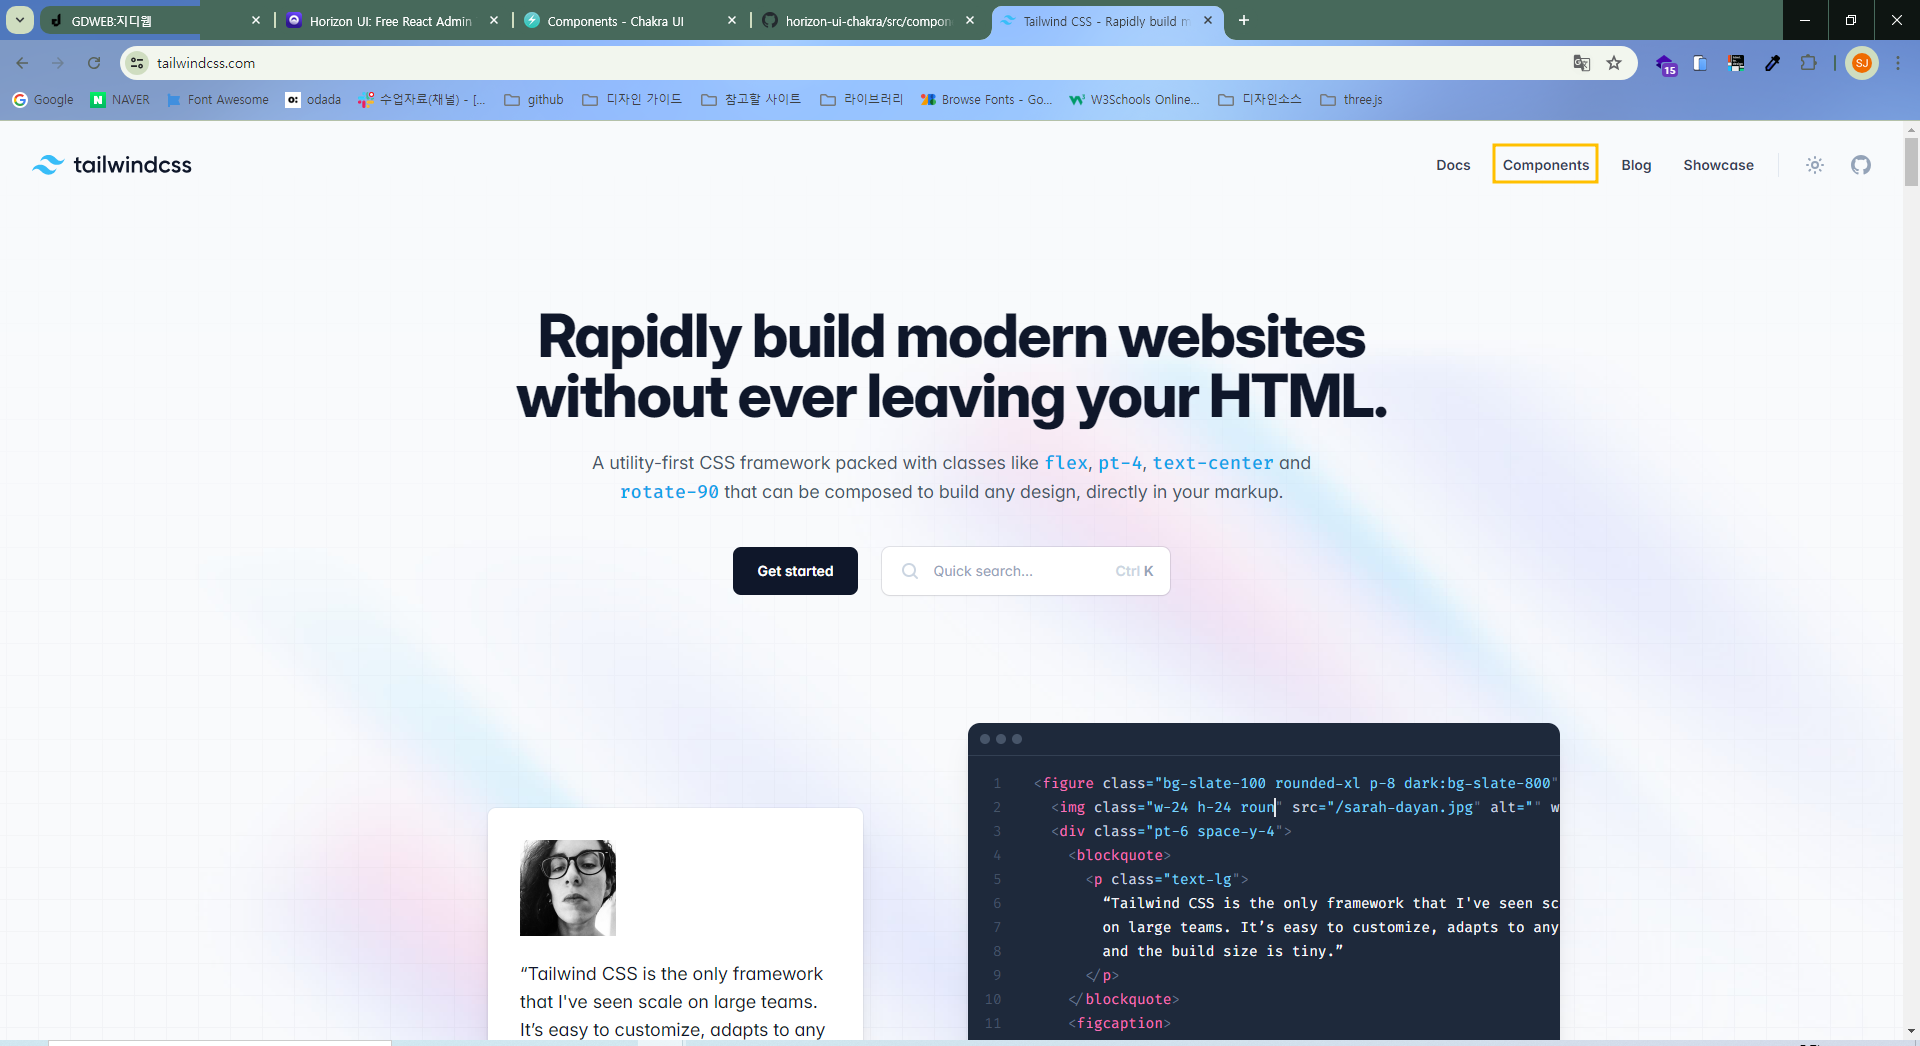 GDWEB:지디웹
Horizon UI: Free React Admin
Components - Chakra UI
horizon-ui-chakra/src/compon
Tailwind CSS - Rapidly build m
tailwindcss.com
15
SJ
Google
NAVER
Font Awesome
odada
수업자료(채널) - [...
github
디자인 가이드
참고할 사이트
라이브러리
Browse Fonts - Go...
W3Schools Online...
디자인소스
three.js
tailwindcss
Docs
Components
Blog
Showcase
Rapidly build modern websites
without ever leaving your HTML.
A utility-first CSS framework packed with classes like flex, pt-4, text-center and
rotate-90 that can be composed to build any design, directly in your markup.
Get started
Quick search...
Ctrl K
“Tailwind CSS is the only framework
that I've seen scale on large teams.
It’s easy to customize, adapts to any
1 <figure class="bg-slate-100 rounded-xl p-8 dark:bg-slate-800"
2 <img class="w-24 h-24 roun" src="/sarah-dayan.jpg" alt="" w
3 <div class="pt-6 space-y-4">
4 <blockquote>
5 <p class="text-lg">
6 “Tailwind CSS is the only framework that I've seen sc
7 on large teams. It’s easy to customize, adapts to any
8 and the build size is tiny.”
9 </p>
10 </blockquote>
11 <figcaption>